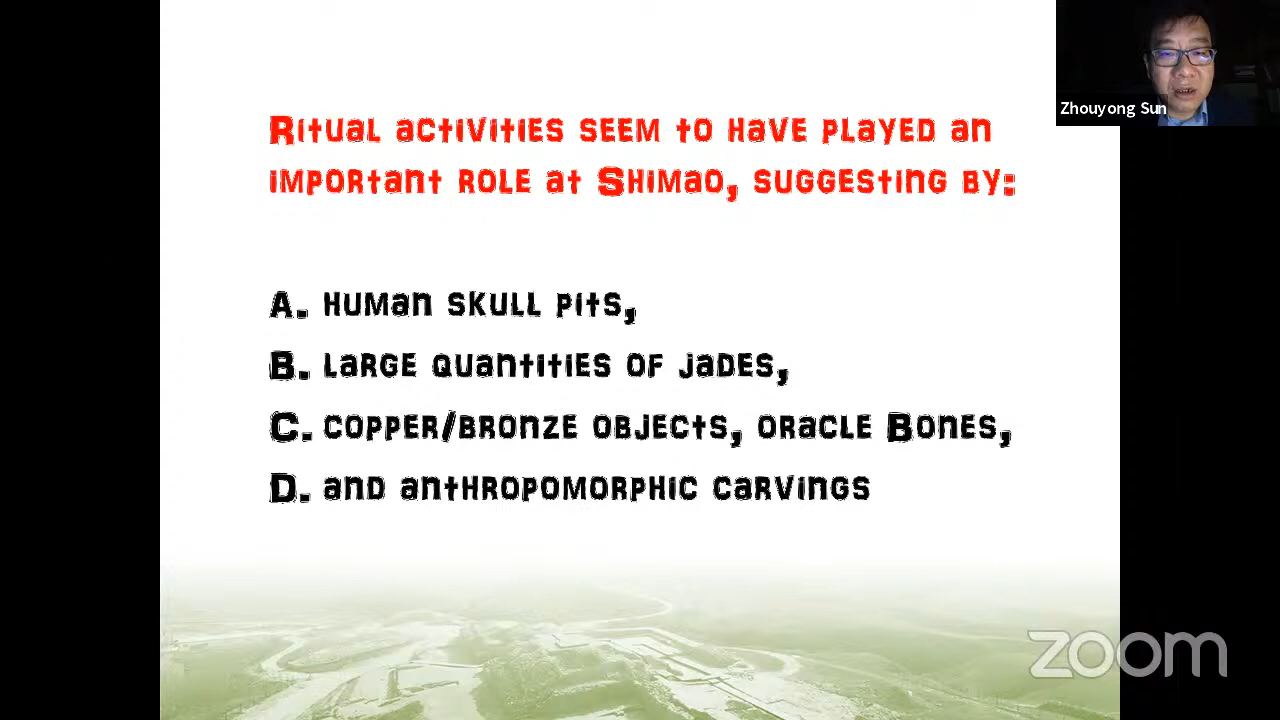 Zhouyong Sun
Ritual activities seem to have played an
important role at Shimao, suggesting by:
A. human skull pits,
B. large quantities of jades,
C. copper/bronze objects, oracle Bones,
D. and anthropomorphic carvings
zoom